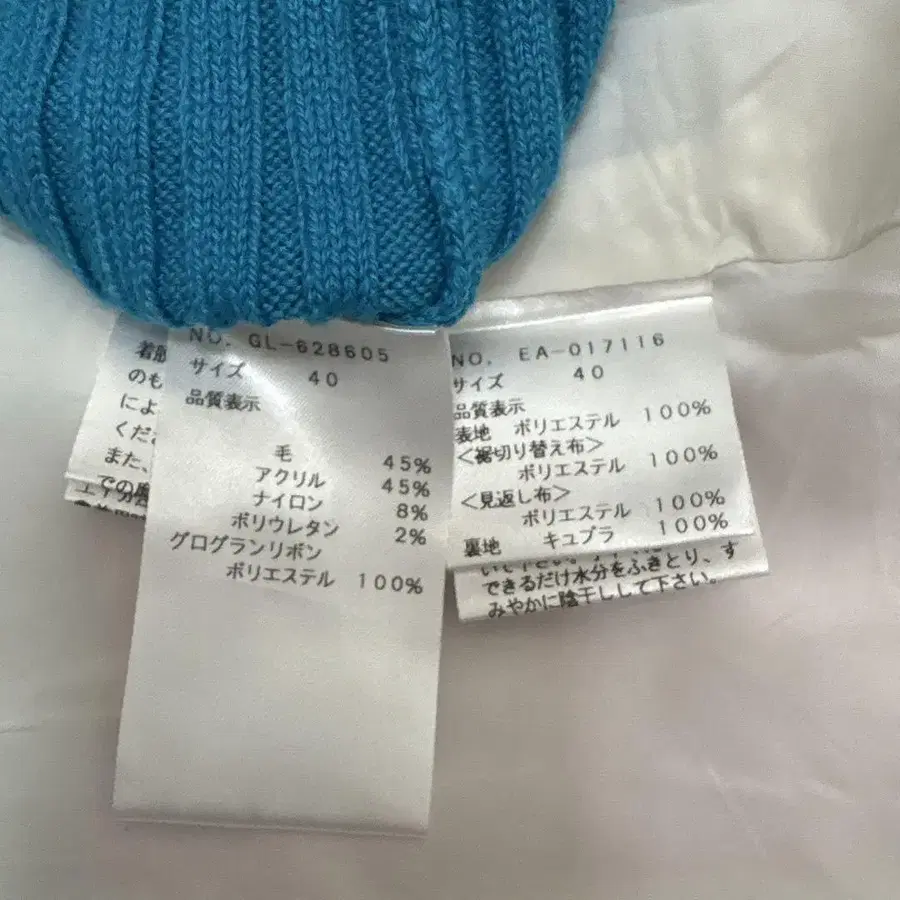 NO. GL-628605
サイズ 40
品質表示
毛 45%
アクリル 45%
ナイロン 8%
ポリウレタン 2%
グログランリボン
ポリエステル 100%
NO. EA-017116
サイズ 40
品質表示
表地 ポリエステル 100%
<裾切り替え布>
ポリエステル 100%
<見返し布>
ポリエステル 100%
裏地 キュプラ 100%
できるだけ水分をふきとり、す
みやかに陰干しして下さい。
のも
によ
くださ
また、
での